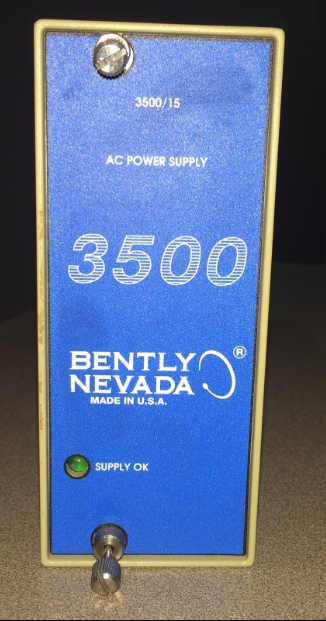 3500/15
AC POWER SUPPLY
3500
BENTLY
NEVADA ®
MADE IN U.S.A.
SUPPLY OK